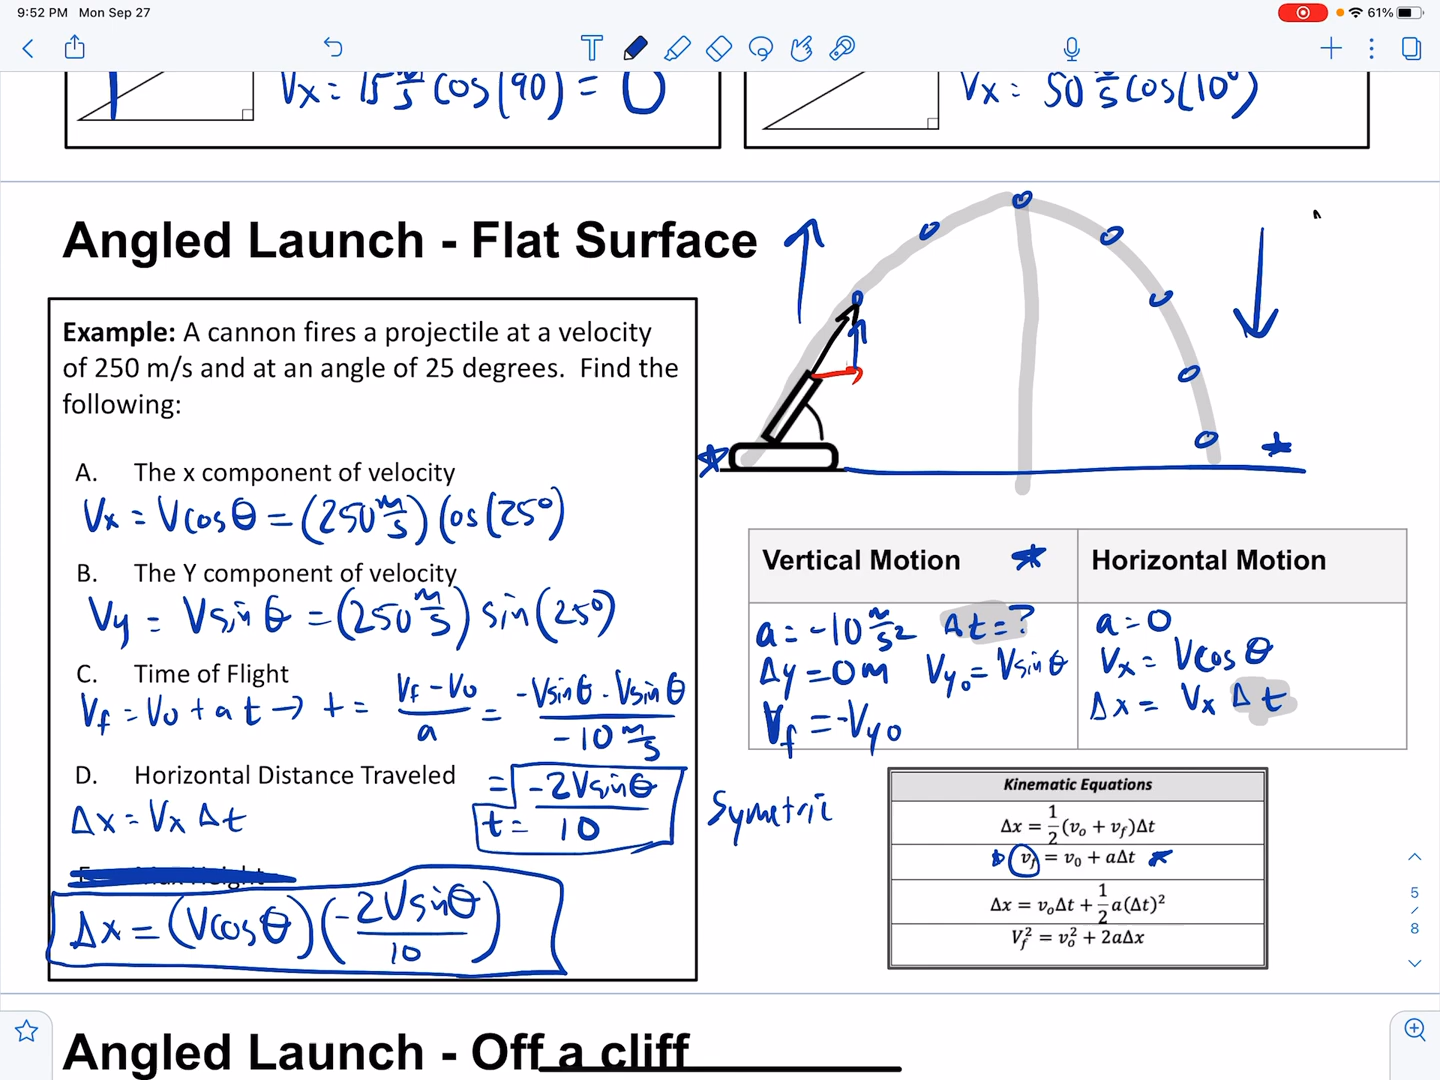 9:52 PM Mon Sep 27
61%
Vx = 15 m/s cos(90) = 0
Vx = 50 m/s cos(10°)
Angled Launch - Flat Surface
Example: A cannon fires a projectile at a velocity
of 250 m/s and at an angle of 25 degrees. Find the
following:
A. The x component of velocity
Vx = Vcosθ = (250 m/s) cos(25°)
B. The Y component of velocity
Vy = Vsinθ = (250 m/s) sin(25°)
C. Time of Flight
Vf = Vo + at → t = (Vf - Vo)/a = (-Vsinθ - Vsinθ)/(-10 m/s)
D. Horizontal Distance Traveled
= -2Vsinθ/10
t =
Δx = Vx Δt
Δx = (Vcosθ)(-2Vsinθ/10)
Vertical Motion
Horizontal Motion
a = -10 m/s² Δt = ?
Δy = 0m Vyo = Vsinθ
Vf = -Vyo
a = 0
Vx = Vcosθ
Δx = Vx Δt
Symetric
Kinematic Equations
Δx = 1/2(vo + vf)Δt
vf = v0 + aΔt
Δx = voΔt + 1/2a(Δt)²
Vf² = vo² + 2aΔx
5
/
8
Angled Launch - Off a cliff